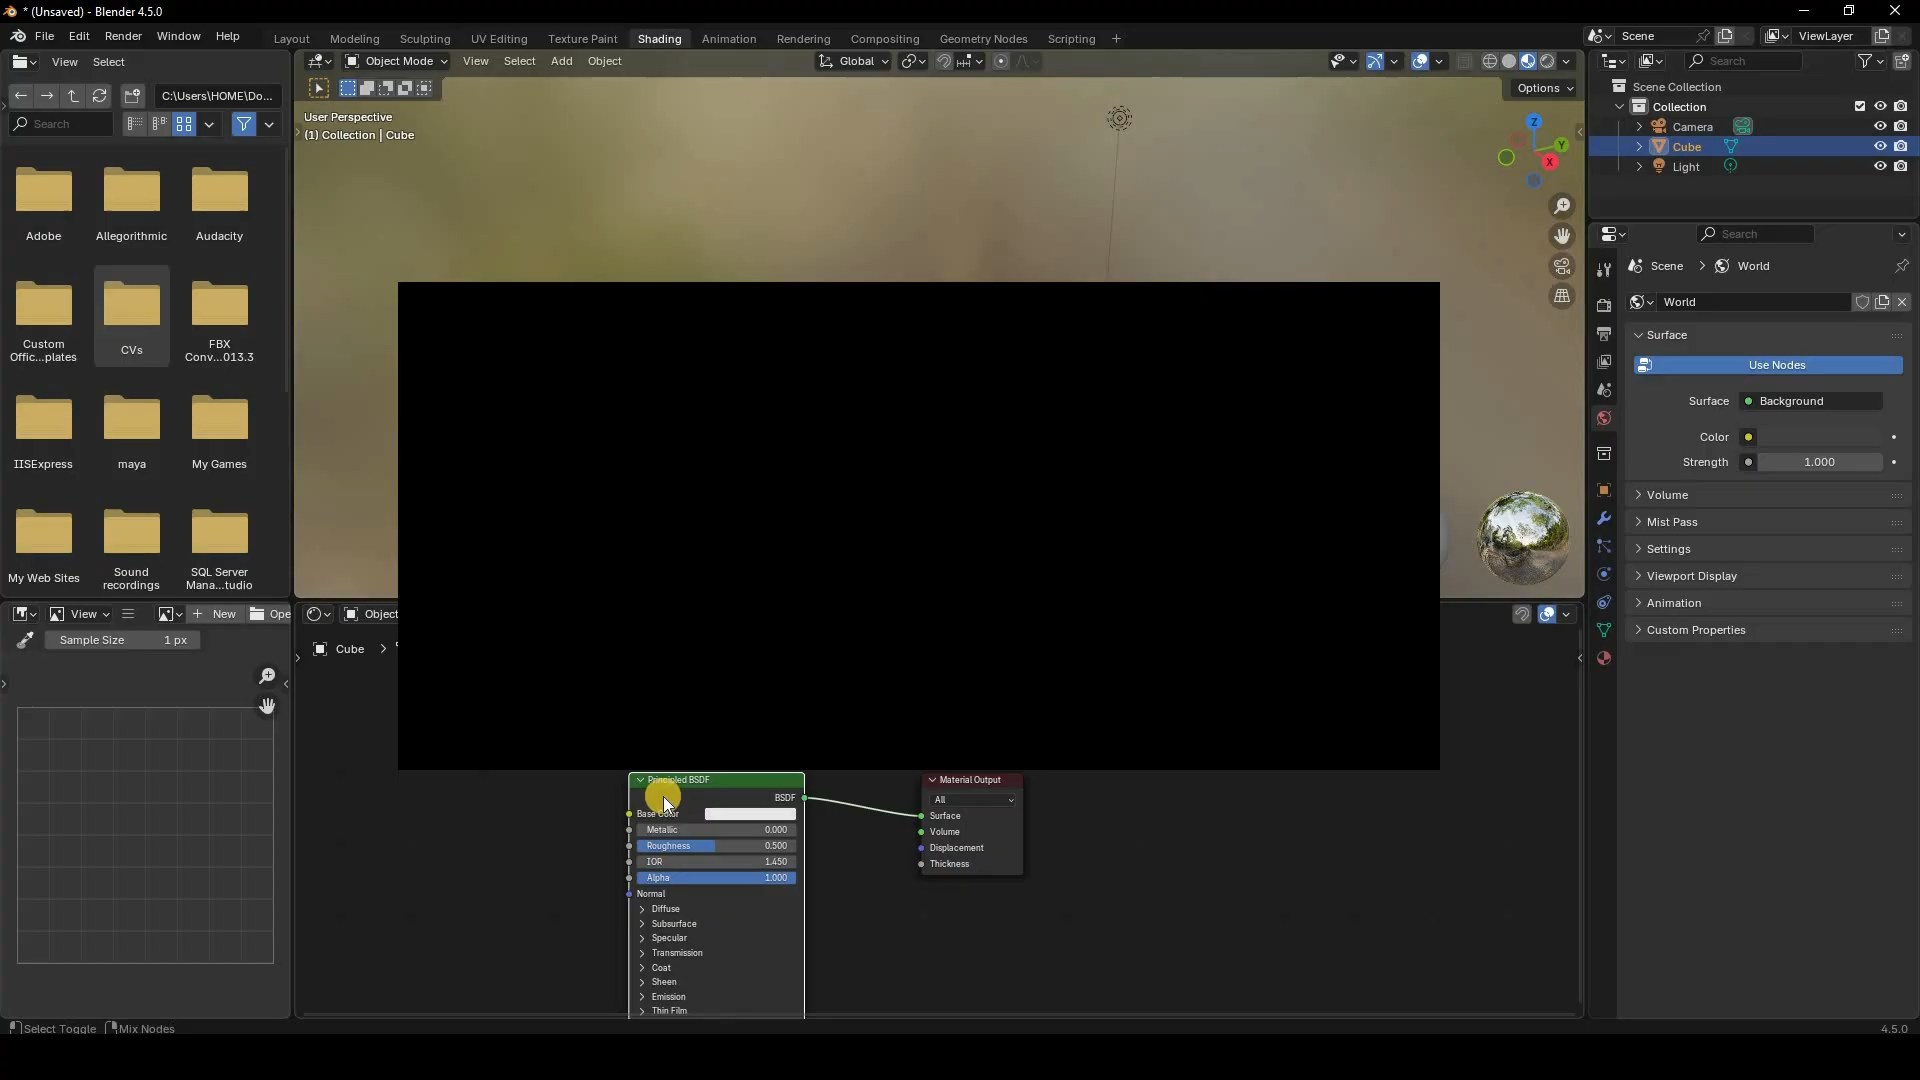 * (Unsaved) - Blender 4.5.0
File Edit Render Window Help
Layout Modeling Sculpting UV Editing Texture Paint Shading Animation Rendering Compositing Geometry Nodes Scripting +
Scene
ViewLayer
View Select
Object Mode View Select Add Object
Global
Search
C:\Users\HOME\Do...
Search
Options
User Perspective
(1) Collection | Cube
Z
Y
X
Adobe
Allegorithmic
Audacity
Custom
Offic...plates
CVs
FBX
Conv...013.3
IISExpress
maya
My Games
My Web Sites
Sound
recordings
SQL Server
Mana...tudio
Scene Collection
Collection
Camera
Cube
Light
Search
Scene > World
World
Surface
Use Nodes
Surface Background
Color
Strength 1.000
Volume
Mist Pass
Settings
Viewport Display
Animation
Custom Properties
View
New
Ope
Sample Size 1 px
Object
Cube >
Principled BSDF
BSDF
Base Color
Metallic 0.000
Roughness 0.500
IOR 1.450
Alpha 1.000
Normal
Diffuse
Subsurface
Specular
Transmission
Coat
Sheen
Emission
Thin Film
Material Output
All
Surface
Volume
Displacement
Thickness
Select Toggle Mix Nodes
4.5.0